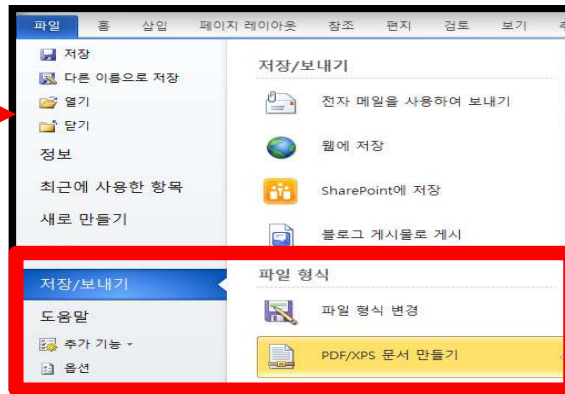 파일 홈 삽입 페이지 레이아웃 참조 편지 검토 보기
저장
다른 이름으로 저장
열기
닫기
정보
최근에 사용한 항목
새로 만들기
저장/보내기
도움말
추가 기능
옵션
저장/보내기
전자 메일을 사용하여 보내기
웹에 저장
SharePoint에 저장
블로그 게시물로 게시
파일 형식
파일 형식 변경
PDF/XPS 문서 만들기